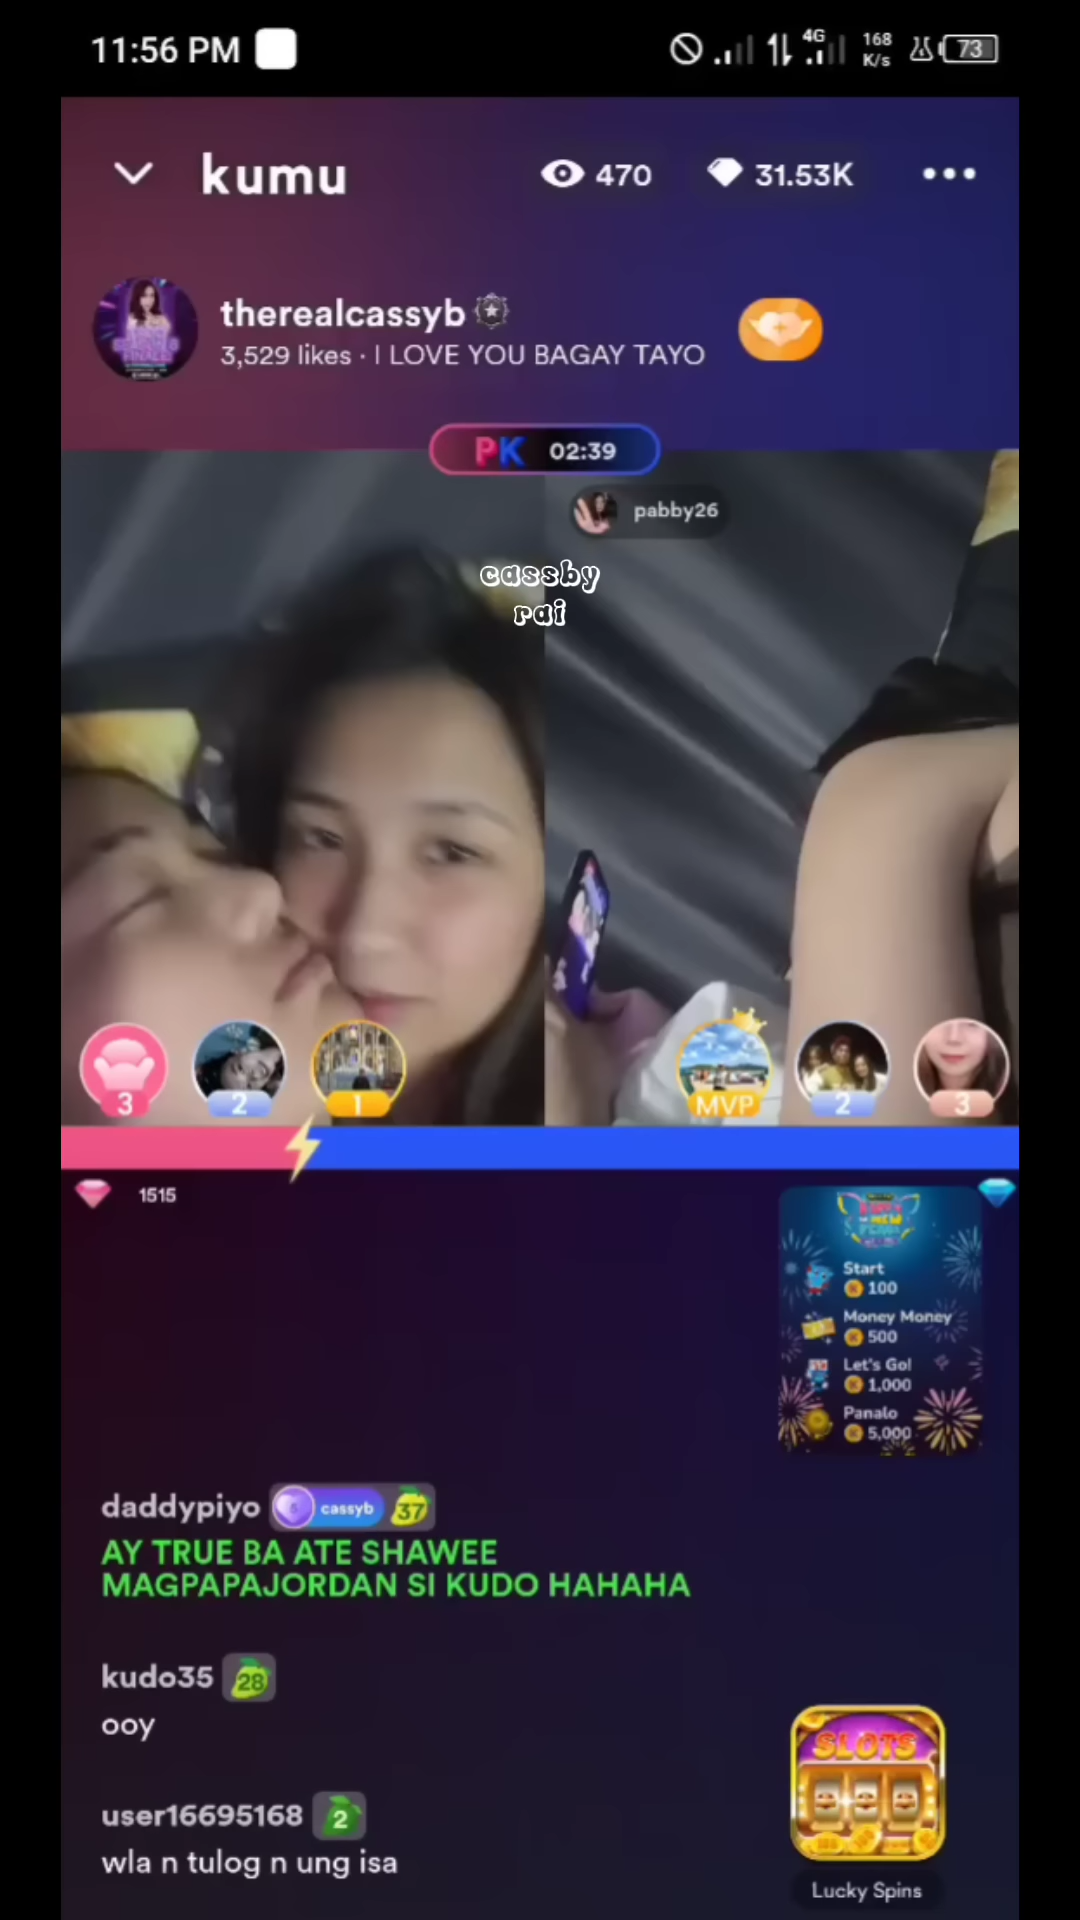 11:56 PM
4G
168
K/s
73
kumu
470
31.53K
therealcassyb
3,529 likes · I LOVE YOU BAGAY TAYO
PK 02:39
pabby26
cassby
rai
3
2
1
MVP
2
3
1515
Start
100
Money Money
500
Let's Go!
1,000
Panalo
5,000
daddypiyo cassyb 37
AY TRUE BA ATE SHAWEE
MAGPAPAJORDAN SI KUDO HAHAHA
kudo35 28
ooy
user16695168 2
wla n tulog n ung isa
SLOTS
Lucky Spins